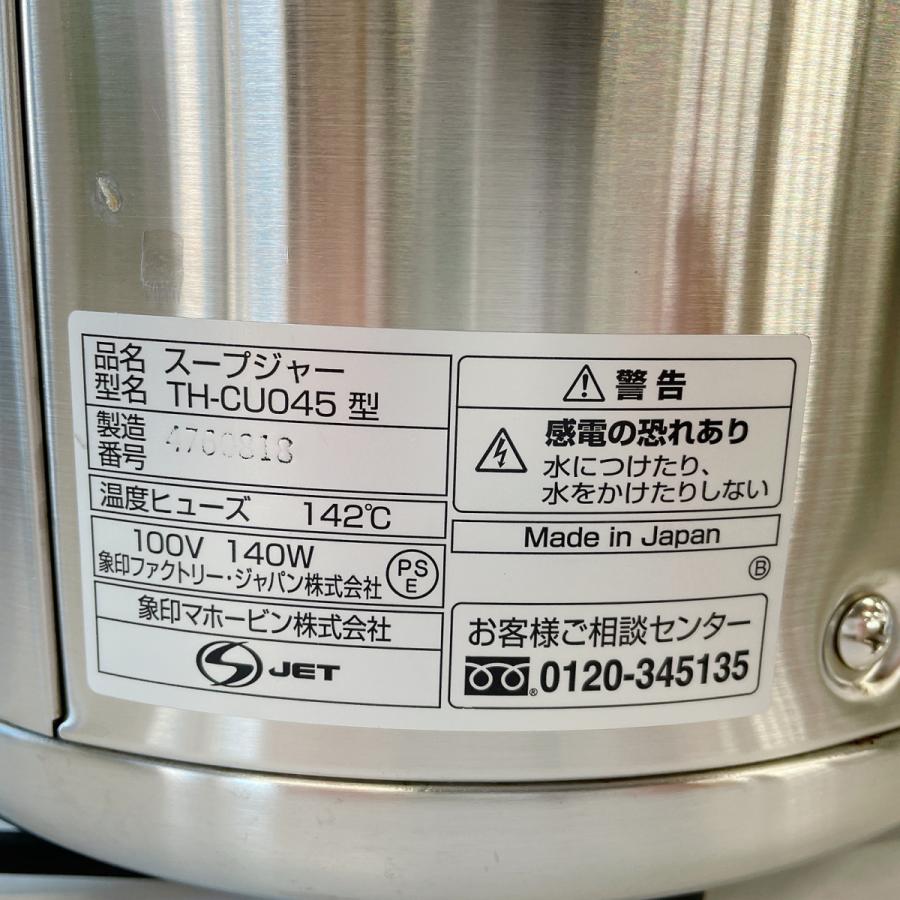 品名 スープジャー
型名 TH-CU045 型
製造
番号
温度ヒューズ 142℃
100V 140W
象印ファクトリー・ジャパン株式会社
PS
E
象印マホービン株式会社
S JET
警告
感電の恐れあり
水につけたり、
水をかけたりしない
Made in Japan
B
お客様ご相談センター
® 0120-345135